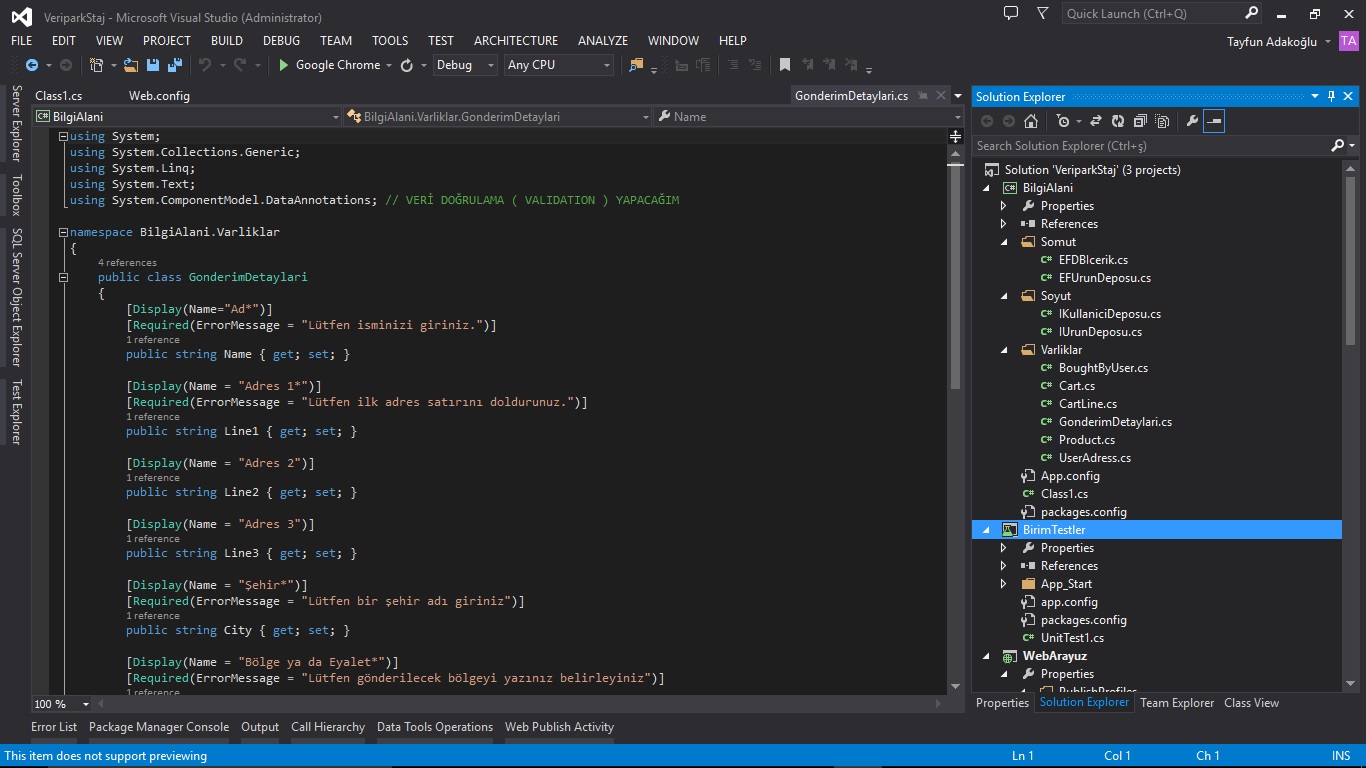 VeriparkStaj - Microsoft Visual Studio (Administrator)
Quick Launch (Ctrl+Q)
FILE EDIT VIEW PROJECT BUILD DEBUG TEAM TOOLS TEST ARCHITECTURE ANALYZE WINDOW HELP
Tayfun Adakoğlu TA
Google Chrome Debug Any CPU
Server Explorer
Toolbox
SQL Server Object Explorer
Test Explorer
Class1.cs Web.config GonderimDetaylari.cs
BilgiAlani BilgiAlani.Varliklar.GonderimDetaylari Name
using System;
using System.Collections.Generic;
using System.Linq;
using System.Text;
using System.ComponentModel.DataAnnotations; // VERİ DOĞRULAMA ( VALIDATION ) YAPACAĞIM
namespace BilgiAlani.Varliklar
{
4 references
public class GonderimDetaylari
{
[Display(Name="Ad*")]
[Required(ErrorMessage = "Lütfen isminizi giriniz.")]
1 reference
public string Name { get; set; }
[Display(Name = "Adres 1*")]
[Required(ErrorMessage = "Lütfen ilk adres satırını doldurunuz.")]
1 reference
public string Line1 { get; set; }
[Display(Name = "Adres 2")]
1 reference
public string Line2 { get; set; }
[Display(Name = "Adres 3")]
1 reference
public string Line3 { get; set; }
[Display(Name = "Şehir*")]
[Required(ErrorMessage = "Lütfen bir şehir adı giriniz")]
1 reference
public string City { get; set; }
[Display(Name = "Bölge ya da Eyalet*")]
[Required(ErrorMessage = "Lütfen gönderilecek bölgeyi yazınız belirleyiniz")]
1 reference
100 %
Solution Explorer
Search Solution Explorer (Ctrl+ş)
Solution 'VeriparkStaj' (3 projects)
BilgiAlani
Properties
References
Somut
EFDBIcerik.cs
EFUrunDeposu.cs
Soyut
IKullaniciDeposu.cs
IUrunDeposu.cs
Varliklar
BoughtByUser.cs
Cart.cs
CartLine.cs
GonderimDetaylari.cs
Product.cs
UserAdress.cs
App.config
Class1.cs
packages.config
BirimTestler
Properties
References
App_Start
app.config
packages.config
UnitTest1.cs
WebArayuz
Properties
PublishProfiles
Properties Solution Explorer Team Explorer Class View
Error List Package Manager Console Output Call Hierarchy Data Tools Operations Web Publish Activity
This item does not support previewing Ln 1 Col 1 Ch 1 INS